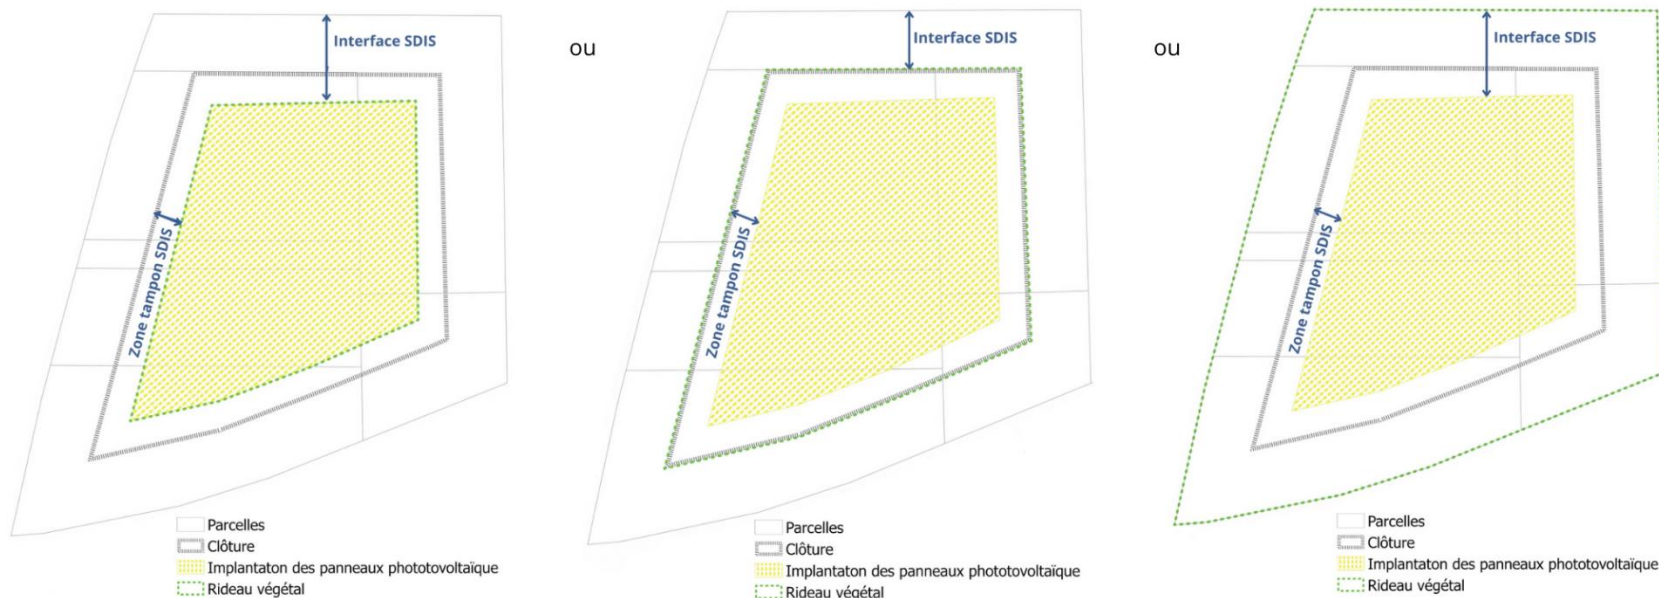 Interface SDIS
Zone tampon SDIS
Parcelles
Clôture
Implantaton des panneaux phototovoltaïque
Rideau végétal
ou
Interface SDIS
Zone tampon SDIS
Parcelles
Clôture
Implantaton des panneaux phototovoltaïque
Rideau végétal
ou
Interface SDIS
Zone tampon SDIS
Parcelles
Clôture
Implantaton des panneaux phototovoltaïque
Rideau végétal